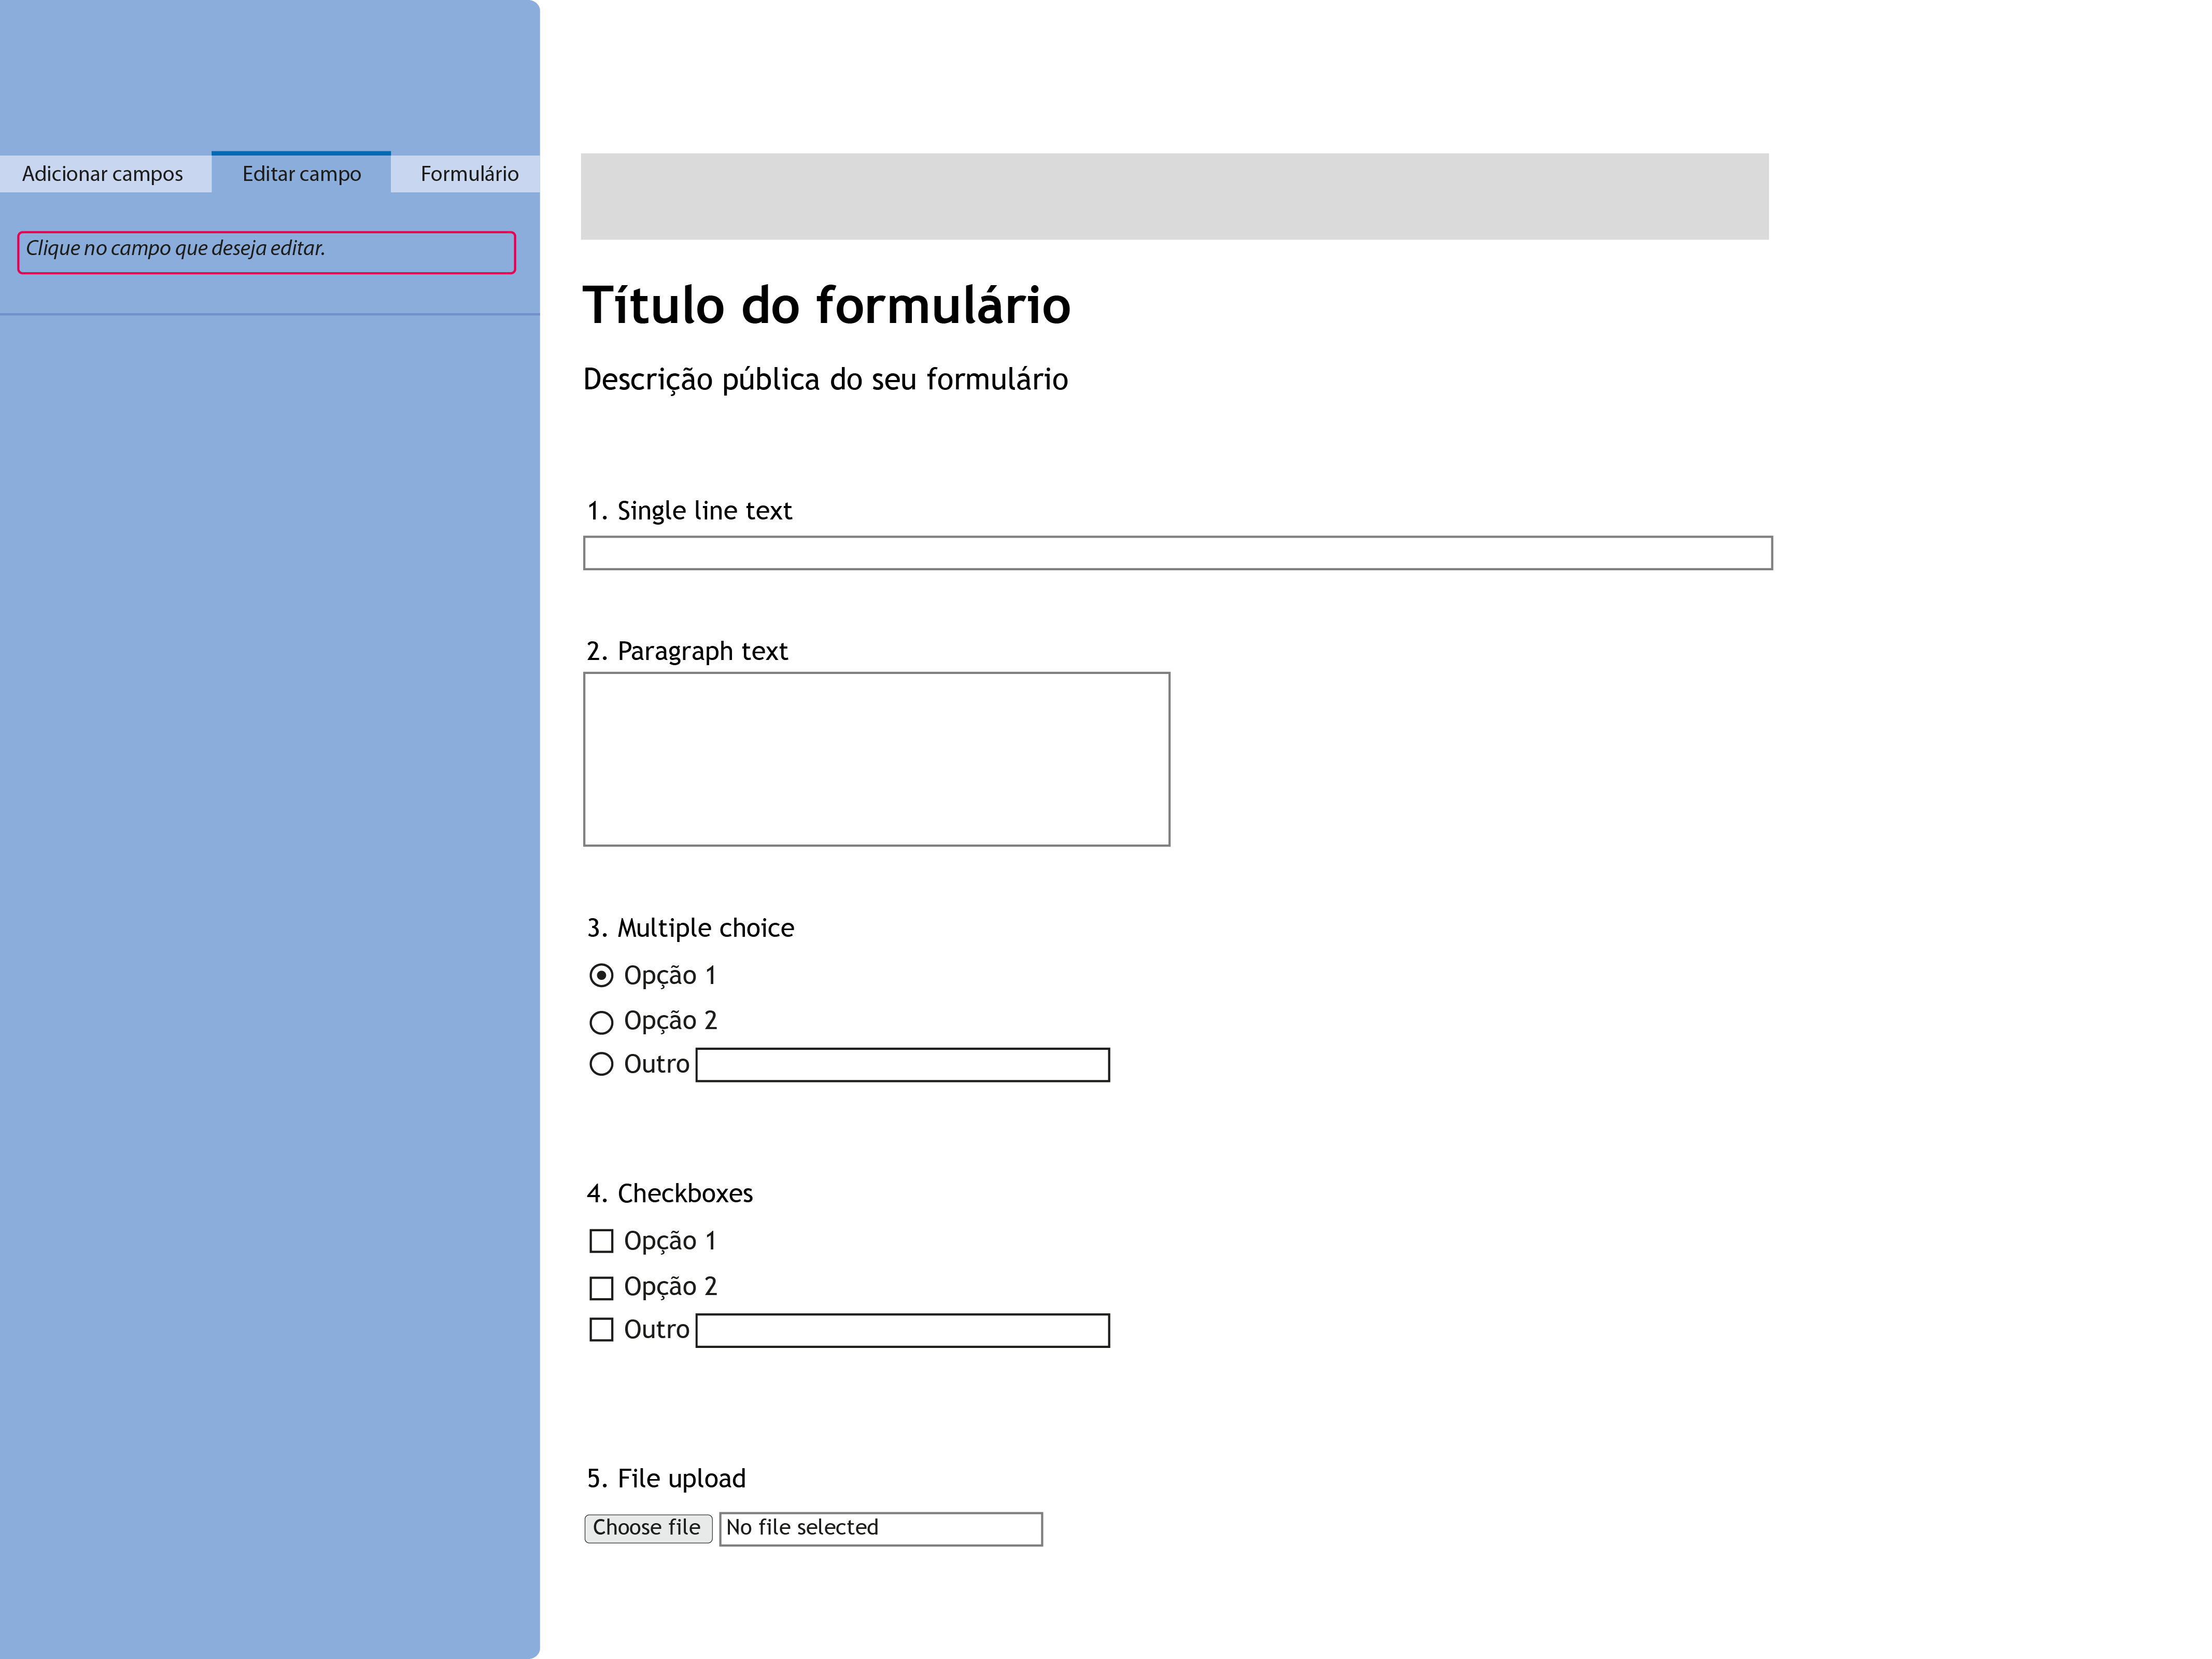 Adicionar campos Editar campo Formulário
Clique no campo que deseja editar.
Título do formulário
Descrição pública do seu formulário
1. Single line text
2. Paragraph text
3. Multiple choice
Opção 1
Opção 2
Outro
4. Checkboxes
Opção 1
Opção 2
Outro
5. File upload
Choose file No file selected